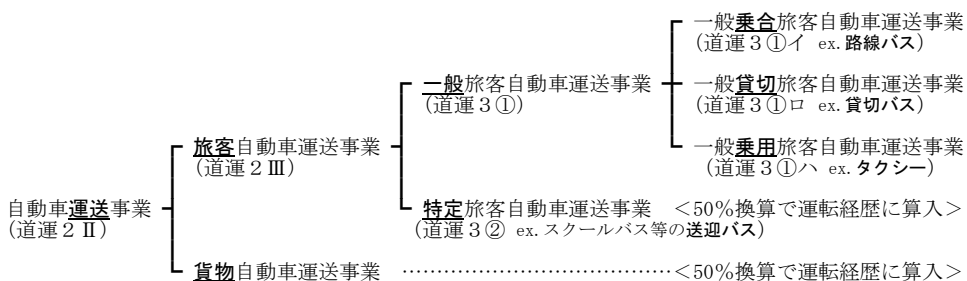 一般乗合旅客自動車運送事業
(道運3①イ ex.路線バス)
一般旅客自動車運送事業
(道運3①)
一般貸切旅客自動車運送事業
(道運3①ロ ex.貸切バス)
旅客自動車運送事業
(道運2Ⅲ)
一般乗用旅客自動車運送事業
(道運3①ハ ex.タクシー)
自動車運送事業
(道運2Ⅱ)
特定旅客自動車運送事業 <50%換算で運転経歴に算入>
(道運3② ex.スクールバス等の送迎バス)
貨物自動車運送事業 …………………………………<50%換算で運転経歴に算入>